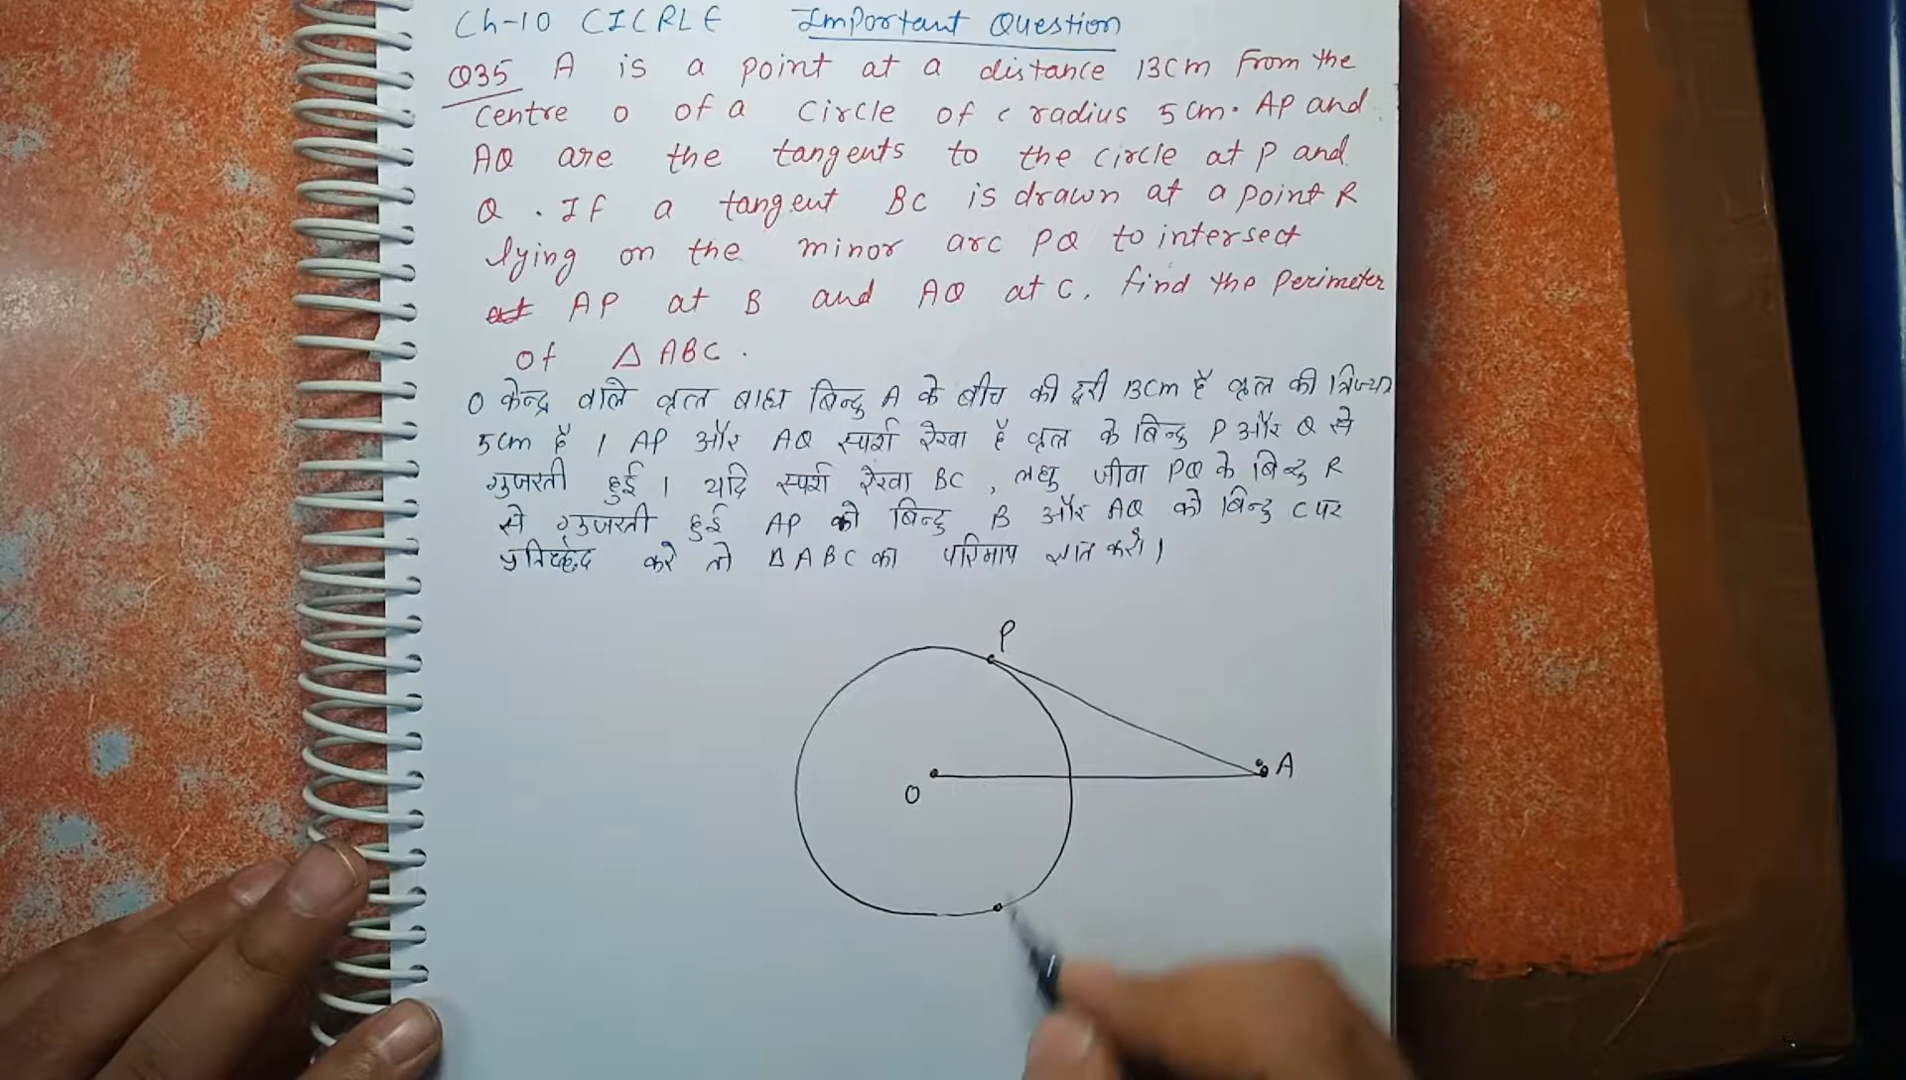 Ch-10 CICRLE Important Question
Q35 A is a point at a distance 13cm From the
Centre O of a Circle of c radius 5cm. AP and
AQ are the tangents to the circle at P and
Q . If a tangent BC is drawn at a point R
lying on the minor arc PQ to intersect
at AP at B and AQ at C. find the Perimeter
of △ ABC .
O केन्द्र वाले वृत्त बाह्य बिन्दु A के बीच की दूरी 13cm है वृत्त की त्रिज्या
5cm है । AP और AQ स्पर्श रेखा है वृत्त के बिन्दु P और Q से
गुजरती हुई । यदि स्पर्श रेखा BC , लघु जीवा PQ के बिन्दु R
से गुजरती हुई AP को बिन्दु B और AQ को बिन्दु C पर
प्रतिच्छेद करे तो △ ABC का परिमाप ज्ञात करो ।
P
A
O